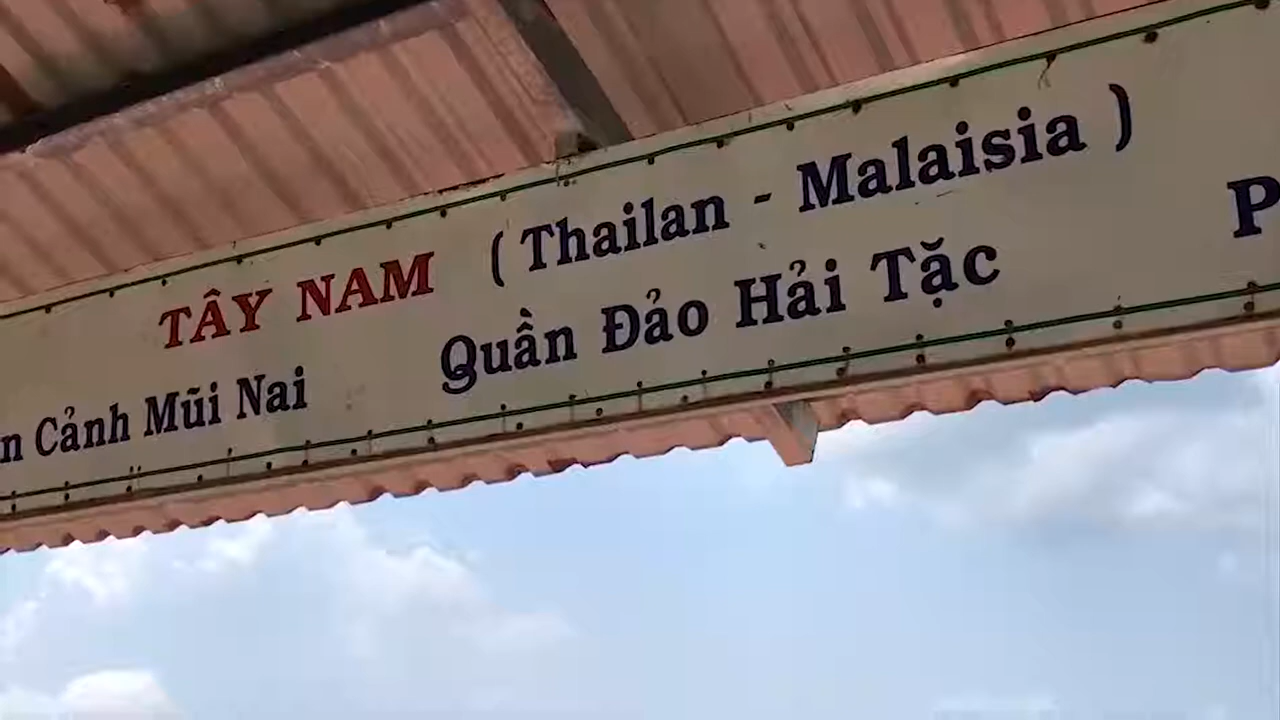 TÂY NAM ( Thailan - Malaisia )
n Cảnh Mũi Nai Quần Đảo Hải Tặc P